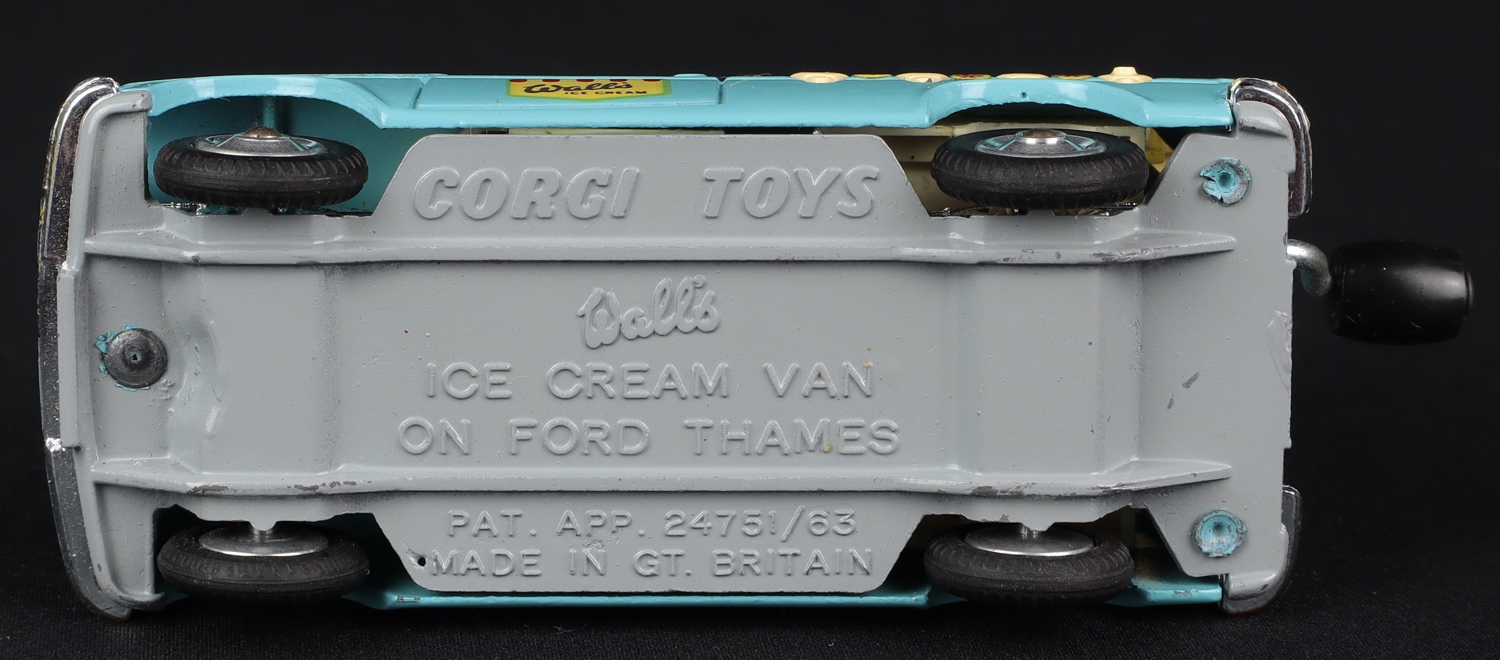 Wall's
ICE CREAM
CORGI TOYS
Wall's
ICE CREAM VAN
ON FORD THAMES
PAT. APP. 24751/63
MADE IN GT. BRITAIN